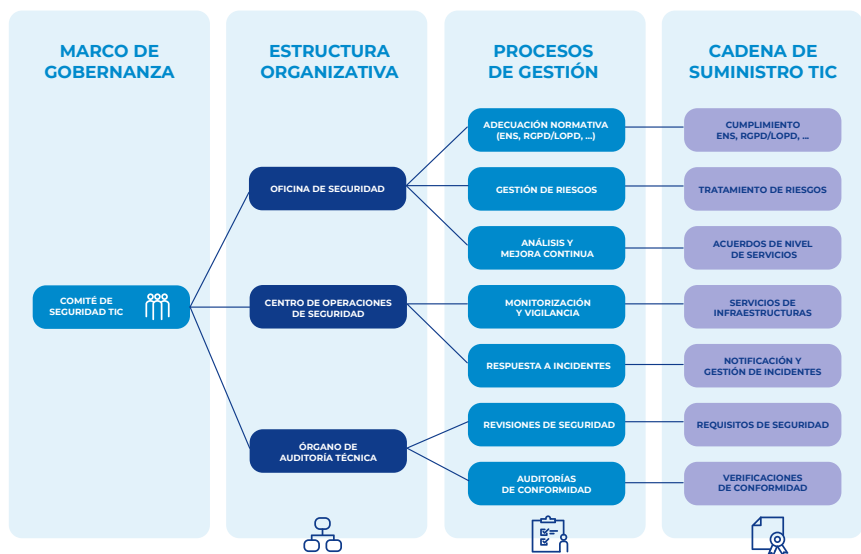 MARCO DE
GOBERNANZA
ESTRUCTURA
ORGANIZATIVA
PROCESOS
DE GESTIÓN
CADENA DE
SUMINISTRO TIC
COMITÉ DE
SEGURIDAD TIC
OFICINA DE SEGURIDAD
CENTRO DE OPERACIONES
DE SEGURIDAD
ÓRGANO DE
AUDITORÍA TÉCNICA
ADECUACIÓN NORMATIVA
(ENS, RGPD/LOPD, ...)
GESTIÓN DE RIESGOS
ANÁLISIS Y
MEJORA CONTINUA
MONITORIZACIÓN
Y VIGILANCIA
RESPUESTA A INCIDENTES
REVISIONES DE SEGURIDAD
AUDITORÍAS
DE CONFORMIDAD
CUMPLIMIENTO
ENS, RGPD/LOPD, ...
TRATAMIENTO DE RIESGOS
ACUERDOS DE NIVEL
DE SERVICIOS
SERVICIOS DE
INFRAESTRUCTURAS
NOTIFICACIÓN Y
GESTIÓN DE INCIDENTES
REQUISITOS DE SEGURIDAD
VERIFICACIONES
DE CONFORMIDAD